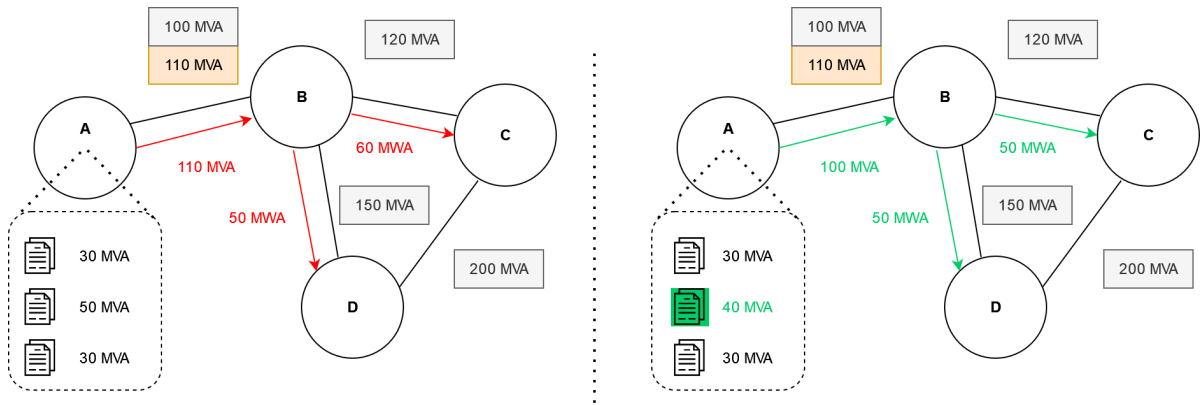 100 MVA
110 MVA
120 MVA
A
B
C
110 MVA
60 MWA
50 MWA
150 MVA
200 MVA
D
30 MVA
50 MVA
30 MVA
100 MVA
110 MVA
120 MVA
A
B
C
100 MVA
50 MVA
50 MWA
150 MVA
200 MVA
D
30 MVA
40 MVA
30 MVA